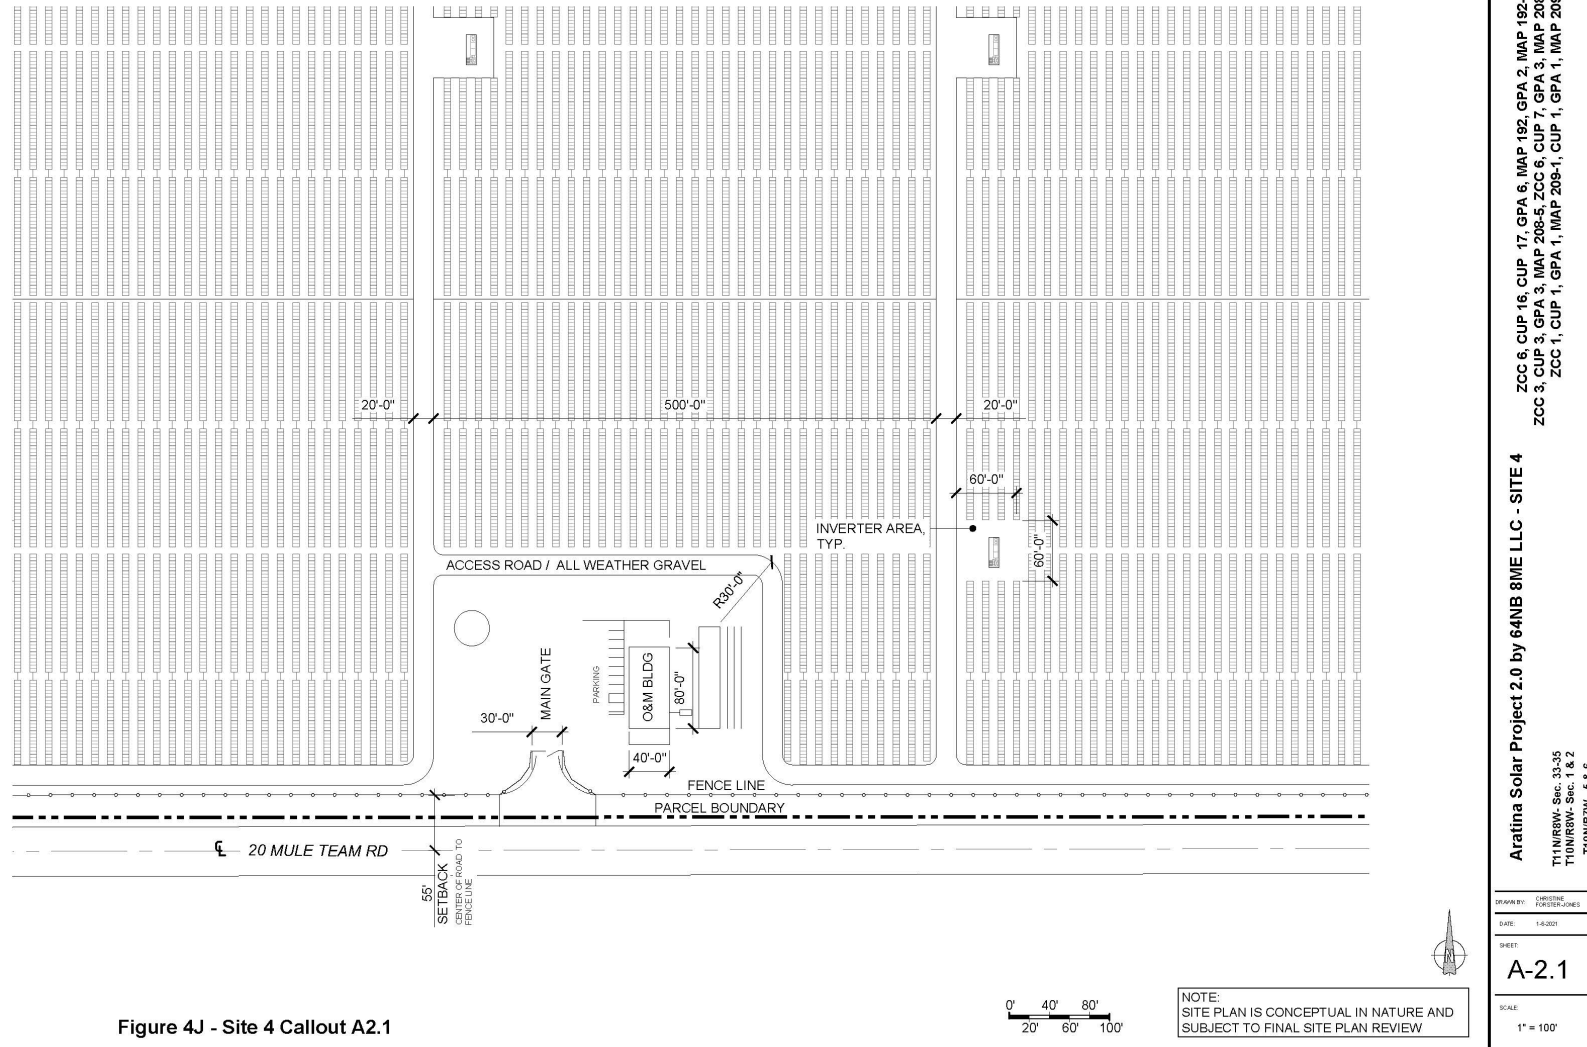 20'-0"
500'-0"
20'-0"
60'-0"
INVERTER AREA,
TYP.
60'-0"
ACCESS ROAD / ALL WEATHER GRAVEL
R30'-0"
MAIN GATE
PARKING
O&M BLDG
80'-0"
30'-0"
40'-0"
FENCE LINE
PARCEL BOUNDARY
20 MULE TEAM RD
55'
SETBACK
CENTER OF ROAD TO
FENCE LINE
N
0' 40' 80'
20' 60' 100'
NOTE:
SITE PLAN IS CONCEPTUAL IN NATURE AND
SUBJECT TO FINAL SITE PLAN REVIEW
Figure 4J - Site 4 Callout A2.1
Aratina Solar Project 2.0 by 64NB 8ME LLC - SITE 4
ZCC 6, CUP 16, CUP 17, GPA 6, MAP 192, GPA 2, MAP 192-
ZCC 3, CUP 3, GPA 3, MAP 208-5, ZCC 6, CUP 7, GPA 3, MAP 208
ZCC 1, CUP 1, GPA 1, MAP 209-1, CUP 1, GPA 1, MAP 209
T11N/R8W- Sec. 33-35
T10N/R8W- Sec. 1 & 2
DRAWN BY: CHRISTINE
FORSTER-JONES
DATE: 1-6-2021
SHEET:
A-2.1
SCALE:
1" = 100'